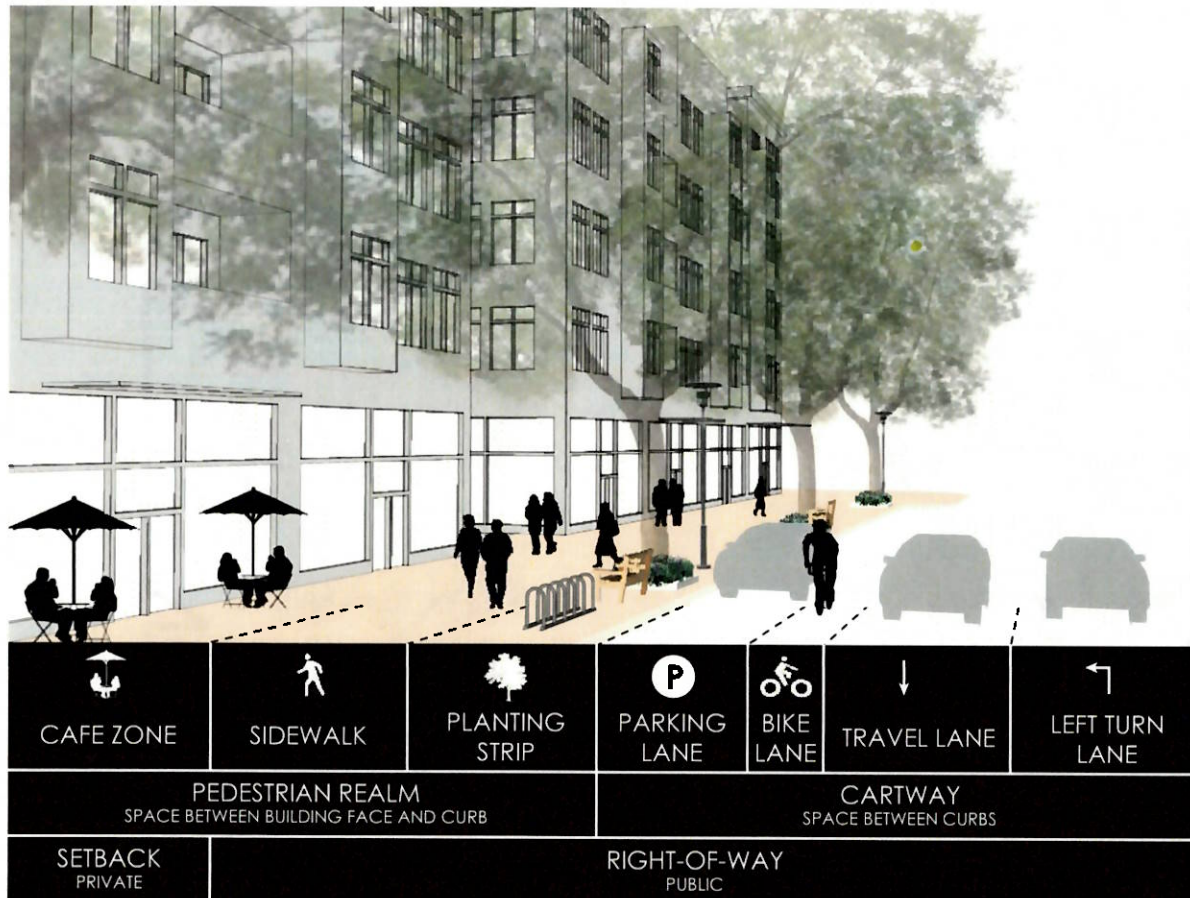 CAFE ZONE
SIDEWALK
PLANTING
STRIP
P
PARKING
LANE
BIKE
LANE
TRAVEL LANE
LEFT TURN
LANE
PEDESTRIAN REALM
SPACE BETWEEN BUILDING FACE AND CURB
CARTWAY
SPACE BETWEEN CURBS
SETBACK
PRIVATE
RIGHT-OF-WAY
PUBLIC